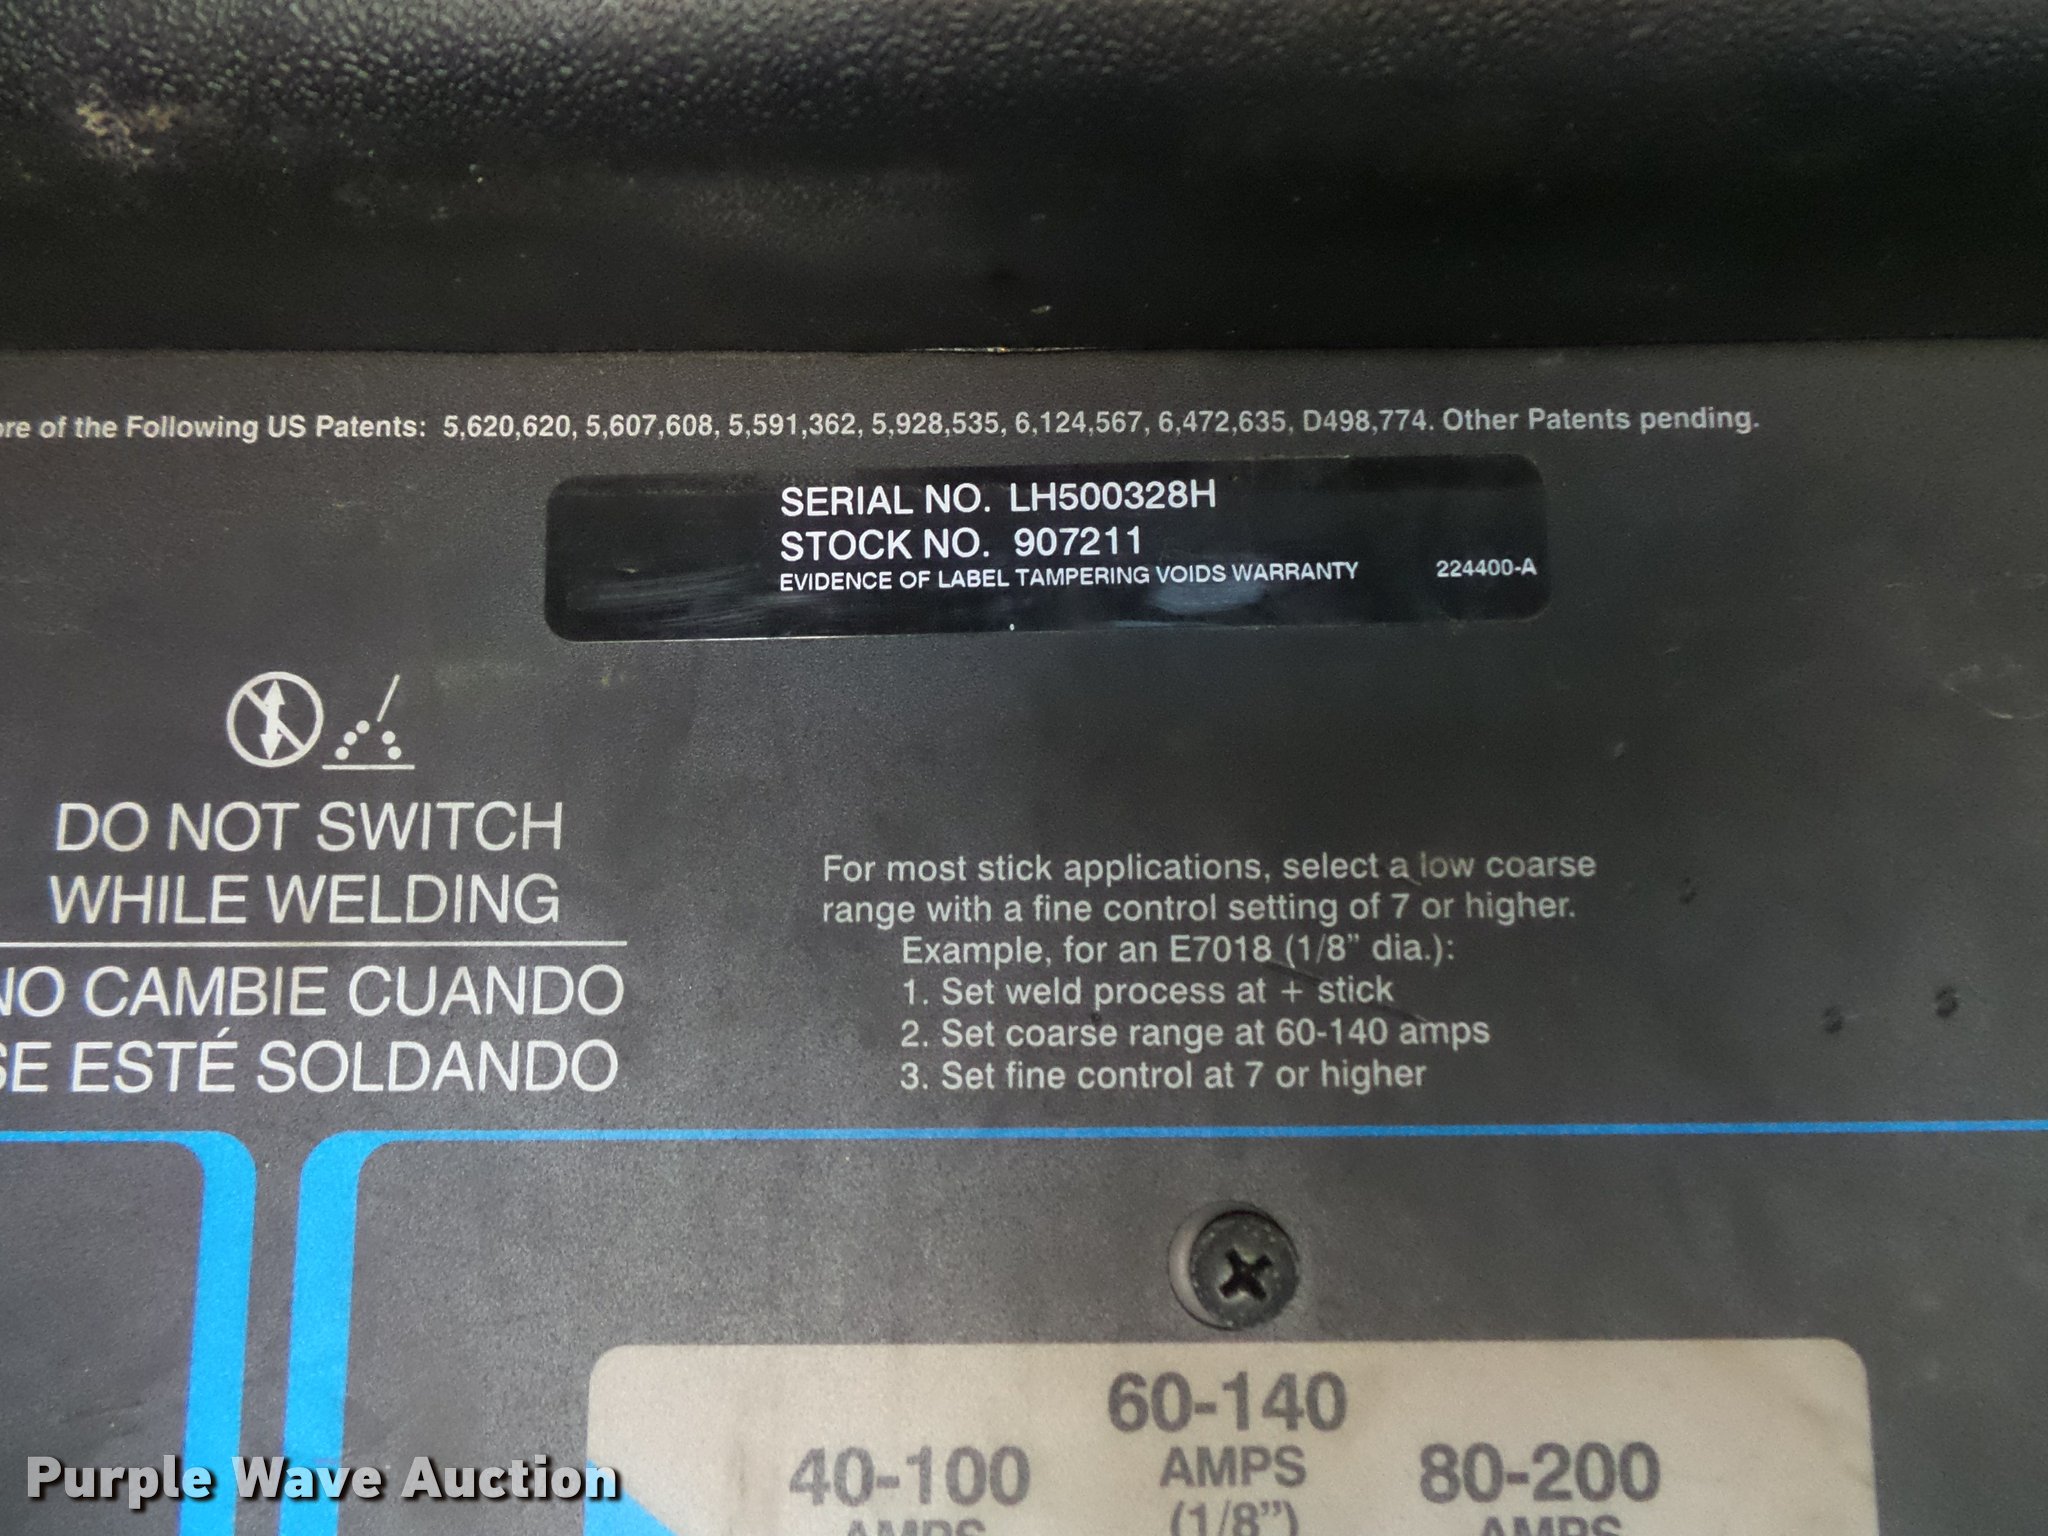 of the Following US Patents: 5,620,620, 5,607,608, 5,591,362, 5,928,535, 6,124,567, 6,472,635, D498,774. Other Patents pending.
SERIAL NO. LH500328H
STOCK NO. 907211
EVIDENCE OF LABEL TAMPERING VOIDS WARRANTY 224400-A
DO NOT SWITCH
WHILE WELDING
NO CAMBIE CUANDO
SE ESTÉ SOLDANDO
For most stick applications, select a low coarse
range with a fine control setting of 7 or higher.
Example, for an E7018 (1/8" dia.):
1. Set weld process at + stick
2. Set coarse range at 60-140 amps
3. Set fine control at 7 or higher
60-140
AMPS
(1/8")
40-100
AMPS
80-200
AMPS
Purple Wave Auction